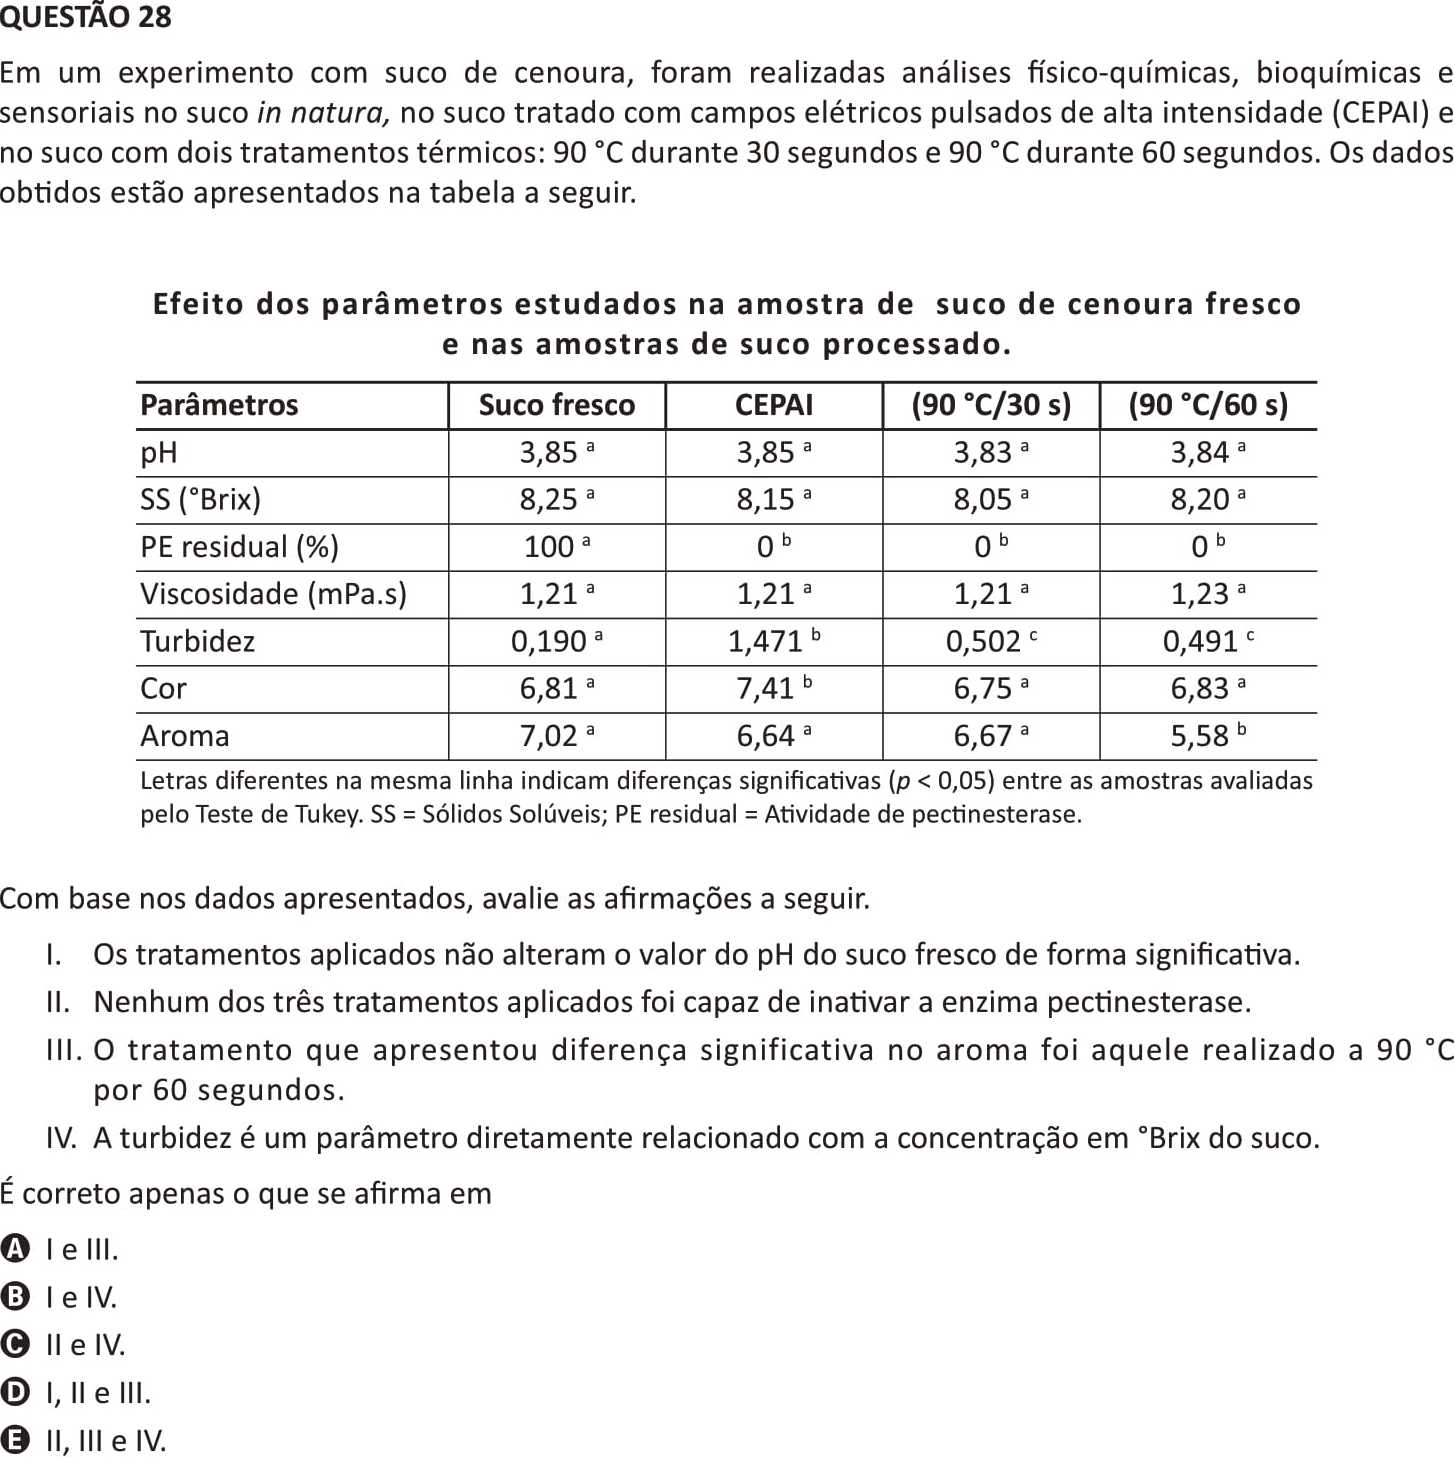 QUESTÃO 28
Em um experimento com suco de cenoura, foram realizadas análises físico-químicas, bioquímicas e
sensoriais no suco in natura, no suco tratado com campos elétricos pulsados de alta intensidade (CEPAI) e
no suco com dois tratamentos térmicos: 90 °C durante 30 segundos e 90 °C durante 60 segundos. Os dados
obtidos estão apresentados na tabela a seguir.
Efeito dos parâmetros estudados na amostra de suco de cenoura fresco
e nas amostras de suco processado.
Parâmetros Suco fresco CEPAI (90 °C/30 s) (90 °C/60 s)
pH 3,85 a 3,85 a 3,83 a 3,84 a
SS (°Brix) 8,25 a 8,15 a 8,05 a 8,20 a
PE residual (%) 100 a 0 b 0 b 0 b
Viscosidade (mPa.s) 1,21 a 1,21 a 1,21 a 1,23 a
Turbidez 0,190 a 1,471 b 0,502 c 0,491 c
Cor 6,81 a 7,41 b 6,75 a 6,83 a
Aroma 7,02 a 6,64 a 6,67 a 5,58 b
Letras diferentes na mesma linha indicam diferenças significativas (p < 0,05) entre as amostras avaliadas
pelo Teste de Tukey. SS = Sólidos Solúveis; PE residual = Atividade de pectinesterase.
Com base nos dados apresentados, avalie as afirmações a seguir.
I. Os tratamentos aplicados não alteram o valor do pH do suco fresco de forma significativa.
II. Nenhum dos três tratamentos aplicados foi capaz de inativar a enzima pectinesterase.
III. O tratamento que apresentou diferença significativa no aroma foi aquele realizado a 90 °C
por 60 segundos.
IV. A turbidez é um parâmetro diretamente relacionado com a concentração em °Brix do suco.
É correto apenas o que se afirma em
A I e III.
B I e IV.
C II e IV.
D I, II e III.
E II, III e IV.